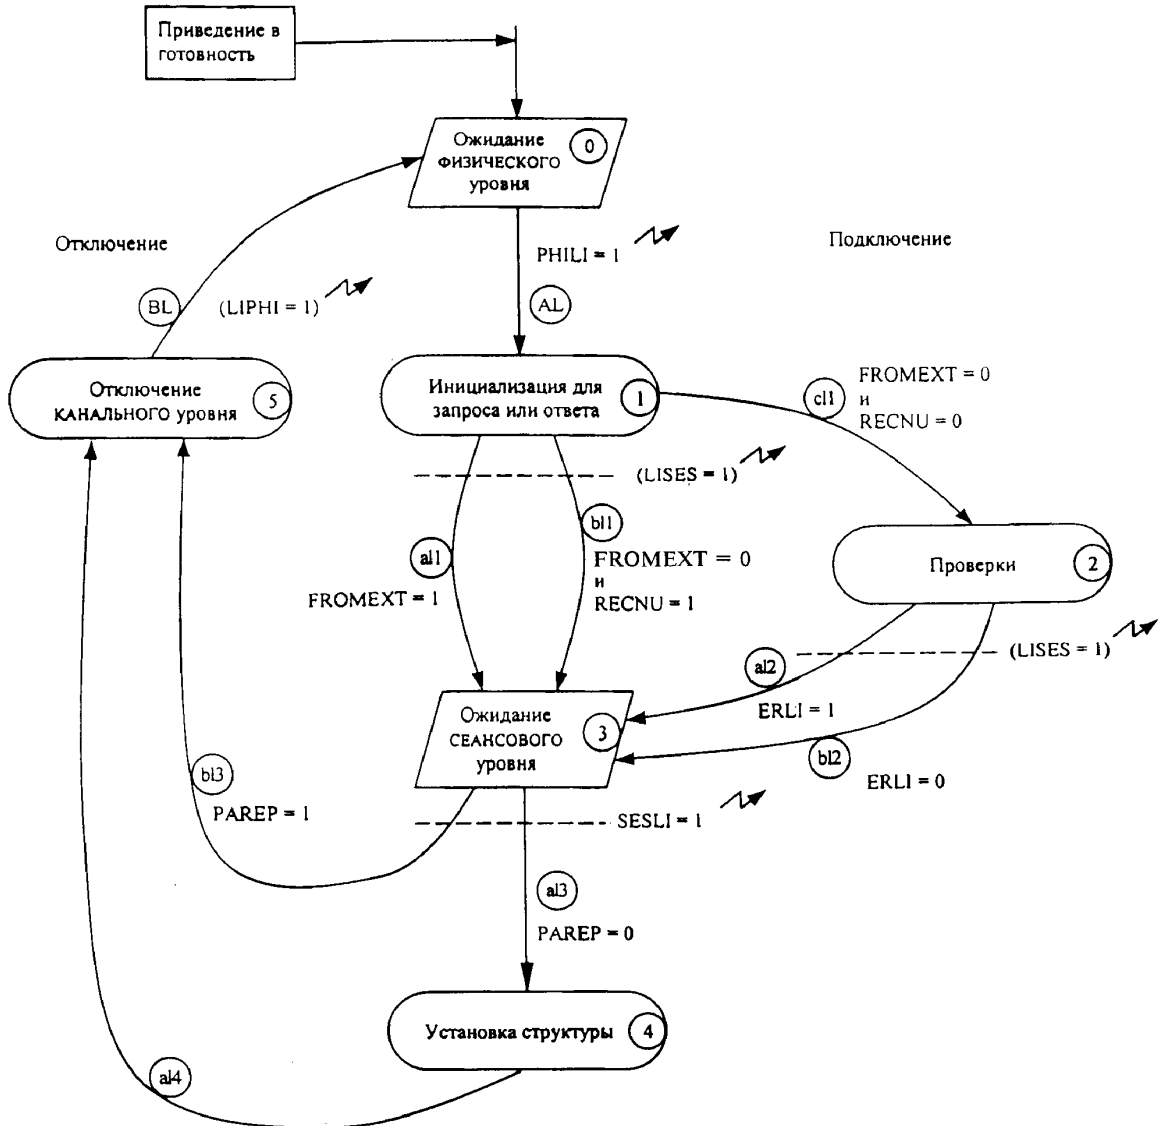 Приведение в
готовность
Ожидание
ФИЗИЧЕСКОГО
уровня
0
Отключение
Подключение
PHILI = 1
BL
(LIPHI = 1)
AL
Отключение
КАНАЛЬНОГО уровня
5
Инициализация для
запроса или ответа
1
cl1
FROMEXT = 0
и
RECNU = 0
(LISES = 1)
al1
FROMEXT = 1
bl1
FROMEXT = 0
и
RECNU = 1
Проверки
2
(LISES = 1)
al2
ERLI = 1
bl2
ERLI = 0
Ожидание
СЕАНСОВОГО
уровня
3
bl3
PAREP = 1
SESLI = 1
al3
PAREP = 0
Установка структуры
4
al4